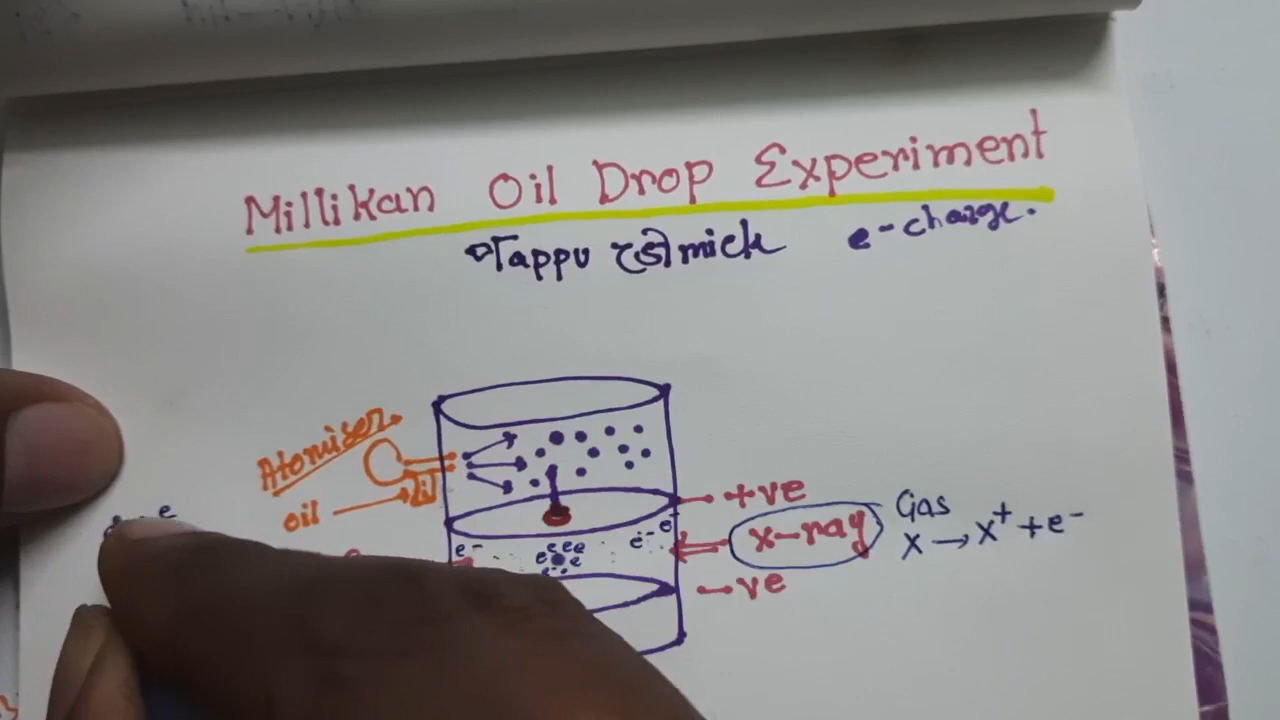 Millikan Oil Drop Experiment
e- charge.
Atomiser
oil
+ve
x-ray
Gas
X → X⁺ + e⁻
-ve
e⁻
e⁻ e⁻
e e e e e
e